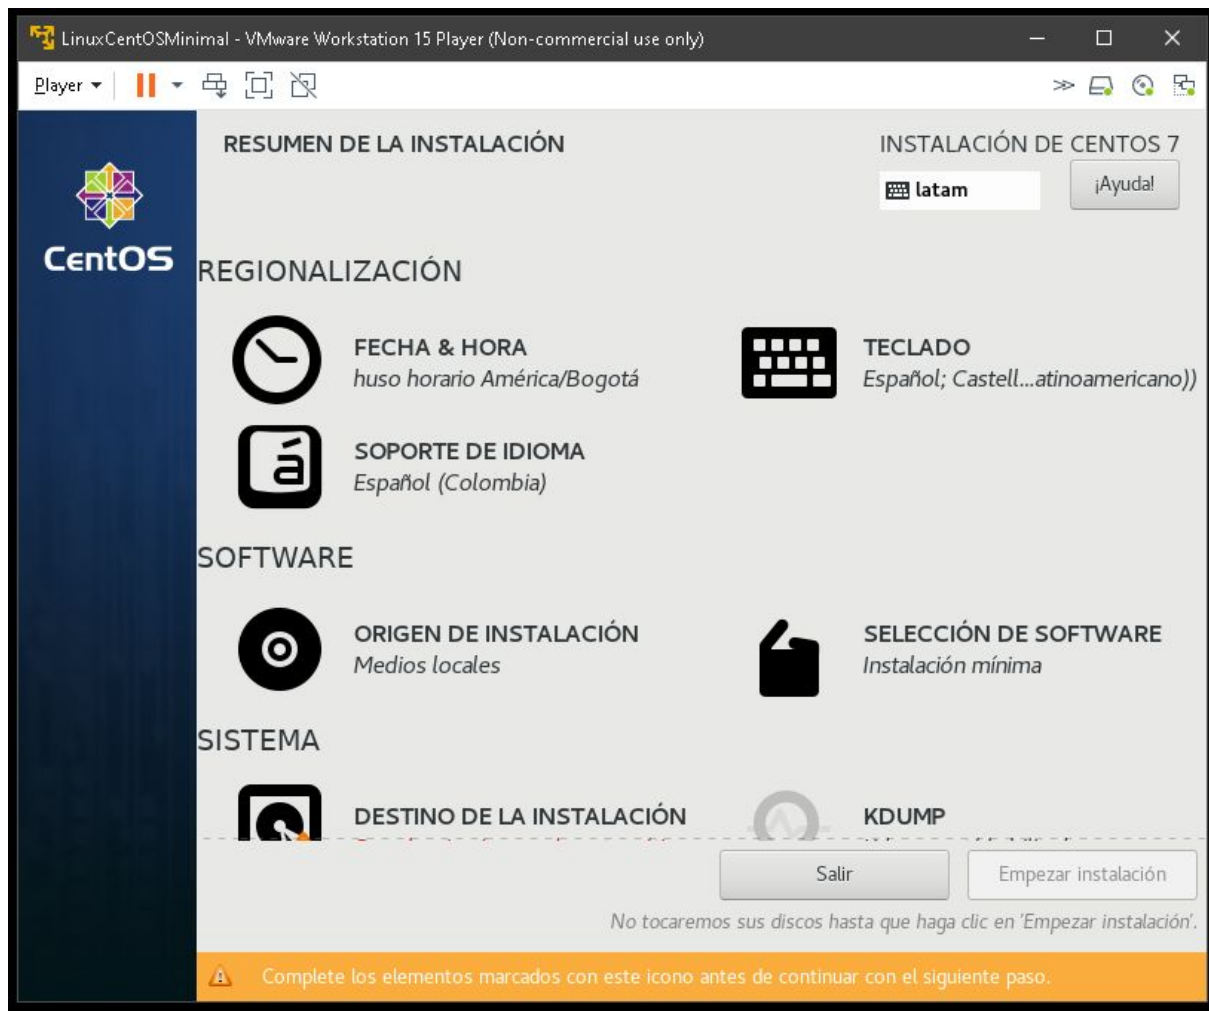 LinuxCentOSMinimal - VMware Workstation 15 Player (Non-commercial use only)
Player
RESUMEN DE LA INSTALACIÓN
INSTALACIÓN DE CENTOS 7
latam
¡Ayuda!
CentOS
REGIONALIZACIÓN
FECHA & HORA
huso horario América/Bogotá
TECLADO
Español; Castell...atinoamericano))
á
SOPORTE DE IDIOMA
Español (Colombia)
SOFTWARE
ORIGEN DE INSTALACIÓN
Medios locales
SELECCIÓN DE SOFTWARE
Instalación mínima
SISTEMA
DESTINO DE LA INSTALACIÓN
KDUMP
Salir
Empezar instalación
No tocaremos sus discos hasta que haga clic en 'Empezar instalación'.
Complete los elementos marcados con este icono antes de continuar con el siguiente paso.